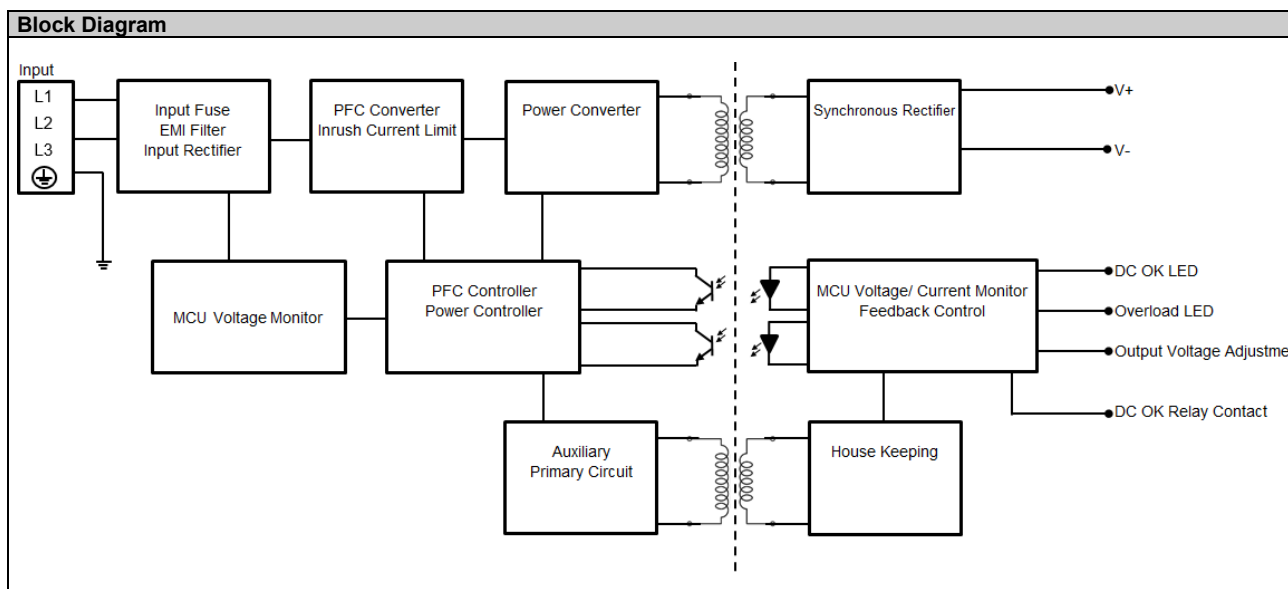 Block Diagram
Input
L1
L2
L3
Input Fuse
EMI Filter
Input Rectifier
PFC Converter
Inrush Current Limit
Power Converter
Synchronous Rectifier
V+
V-
MCU Voltage Monitor
PFC Controller
Power Controller
MCU Voltage/ Current Monitor
Feedback Control
DC OK LED
Overload LED
Output Voltage Adjustme
DC OK Relay Contact
Auxiliary
Primary Circuit
House Keeping